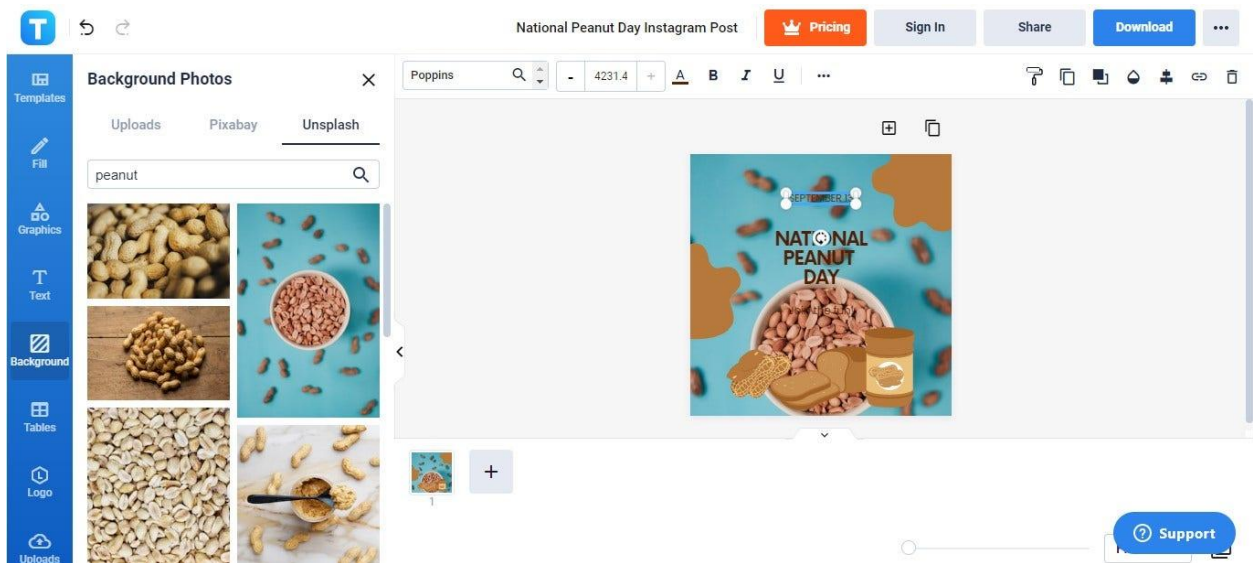 T
National Peanut Day Instagram Post
Pricing
Sign In
Share
Download
Templates
Fill
Graphics
T
Text
Background
Tables
L
Logo
Uploads
Background Photos
Uploads
Pixabay
Unsplash
peanut
Poppins
-
4231.4
+
A
B
I
U
SEPTEMBER 13
NATIONAL
PEANUT
DAY
+
1
Support